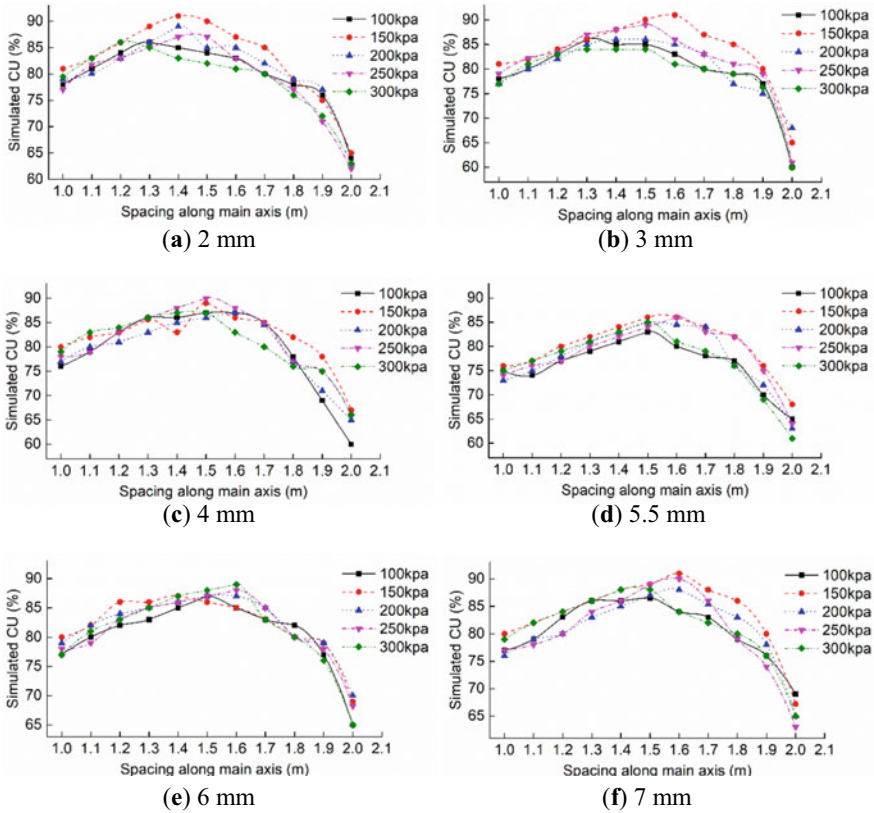 Simulated CU (%)
90
85
80
75
70
65
60
1.0 1.1 1.2 1.3 1.4 1.5 1.6 1.7 1.8 1.9 2.0 2.1
Spacing along main axis (m)
100kpa
150kpa
200kpa
250kpa
300kpa
(a) 2 mm
Simulated CU (%)
90
85
80
75
70
65
60
1.0 1.1 1.2 1.3 1.4 1.5 1.6 1.7 1.8 1.9 2.0 2.1
Spacing along main axis (m)
100kpa
150kpa
200kpa
250kpa
300kpa
(b) 3 mm
Simulated CU (%)
90
85
80
75
70
65
60
1.0 1.1 1.2 1.3 1.4 1.5 1.6 1.7 1.8 1.9 2.0 2.1
Spacing along main axis (m)
100kpa
150kpa
200kpa
250kpa
300kpa
(c) 4 mm
Simulated CU (%)
90
85
80
75
70
65
60
1.0 1.1 1.2 1.3 1.4 1.5 1.6 1.7 1.8 1.9 2.0 2.1
Spacing along main axis (m)
100kpa
150kpa
200kpa
250kpa
300kpa
(d) 5.5 mm
Simulated CU (%)
90
85
80
75
70
65
1.0 1.1 1.2 1.3 1.4 1.5 1.6 1.7 1.8 1.9 2.0 2.1
Spacing along main axis (m)
100kpa
150kpa
200kpa
250kpa
300kpa
(e) 6 mm
Simulated CU (%)
90
85
80
75
70
65
1.0 1.1 1.2 1.3 1.4 1.5 1.6 1.7 1.8 1.9 2.0 2.1
Spacing along main axis (m)
100kpa
150kpa
200kpa
250kpa
300kpa
(f) 7 mm